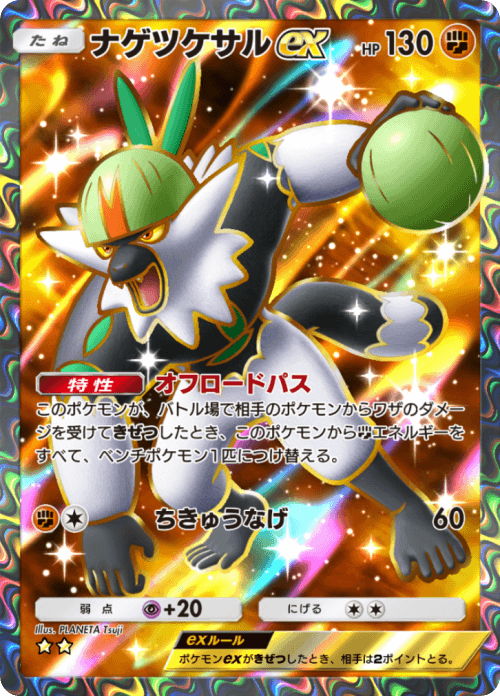 たね ナゲツケサル ex HP 130
特性 オフロードパス
このポケモンが、バトル場で相手のポケモンからワザのダメー
ジを受けてきぜつしたとき、このポケモンからエネルギーを
すべて、ベンチポケモン1匹につけ替える。
ちきゅうなげ 60
弱点 +20 にげる
Illus. PLANETA Tsuji
exルール
ポケモンexがきぜつしたとき、相手は2ポイントとる。